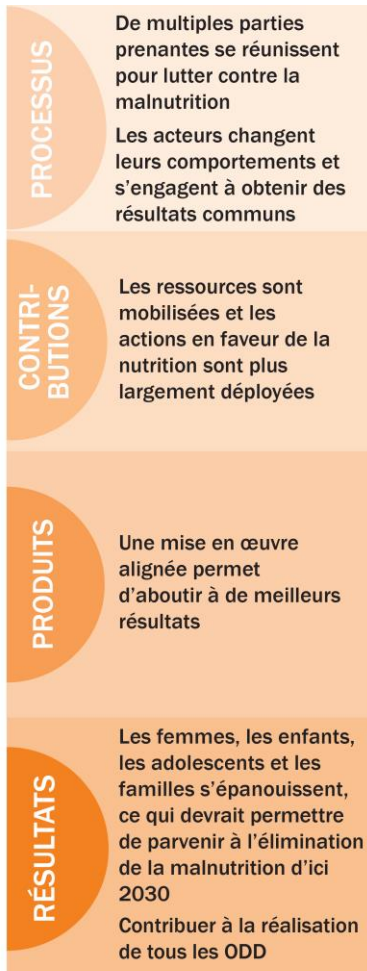 PROCESSUS
De multiples parties
prenantes se réunissent
pour lutter contre la
malnutrition
Les acteurs changent
leurs comportements et
s’engagent à obtenir des
résultats communs
CONTRI-
BUTIONS
Les ressources sont
mobilisées et les
actions en faveur de la
nutrition sont plus
largement déployées
PRODUITS
Une mise en œuvre
alignée permet
d’aboutir à de meilleurs
résultats
RÉSULTATS
Les femmes, les enfants,
les adolescents et les
familles s’épanouissent,
ce qui devrait permettre
de parvenir à l’élimination
de la malnutrition d’ici
2030
Contribuer à la réalisation
de tous les ODD